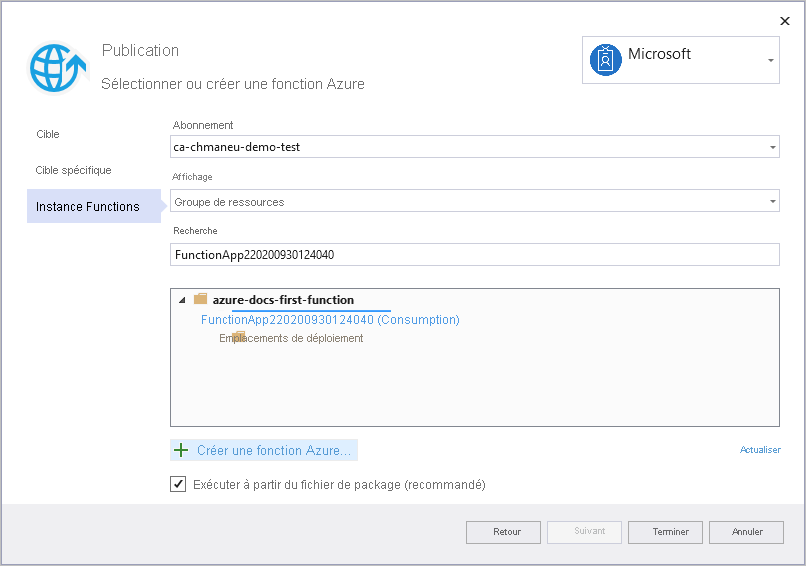 Publication
Sélectionner ou créer une fonction Azure
Microsoft
Cible
Cible spécifique
Instance Functions
Abonnement
ca-chmaneu-demo-test
Affichage
Groupe de ressources
Recherche
FunctionApp220200930124040
azure-docs-first-function
FunctionApp220200930124040 (Consumption)
Emplacements de déploiement
Créer une fonction Azure...
Actualiser
Exécuter à partir du fichier de package (recommandé)
Retour
Suivant
Terminer
Annuler